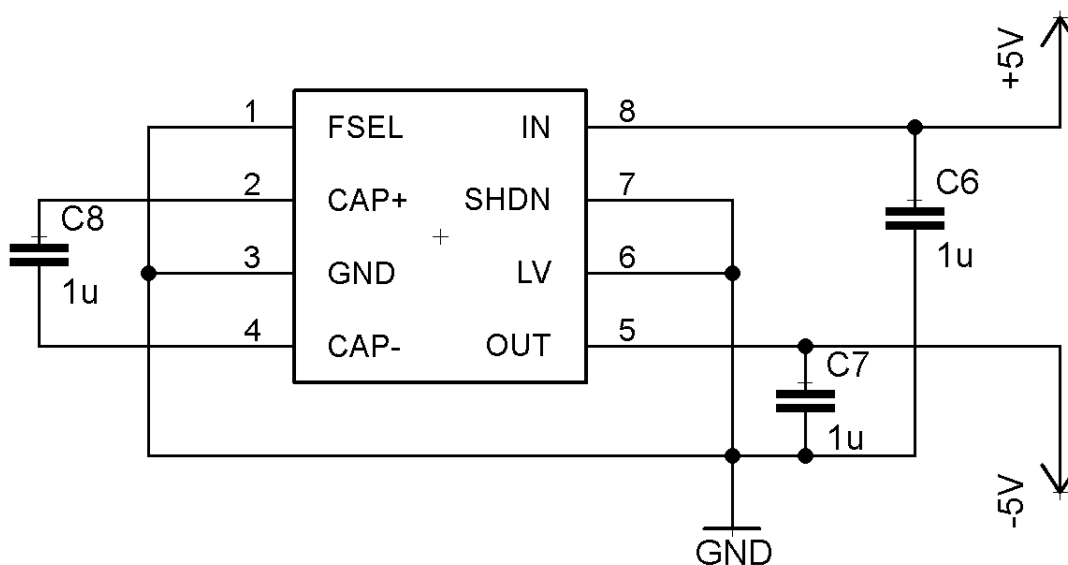 +5V
1 FSEL IN 8
2 CAP+ SHDN 7
C8 1u
C6 1u
3 GND LV 6
4 CAP- OUT 5
C7 1u
-5V
GND